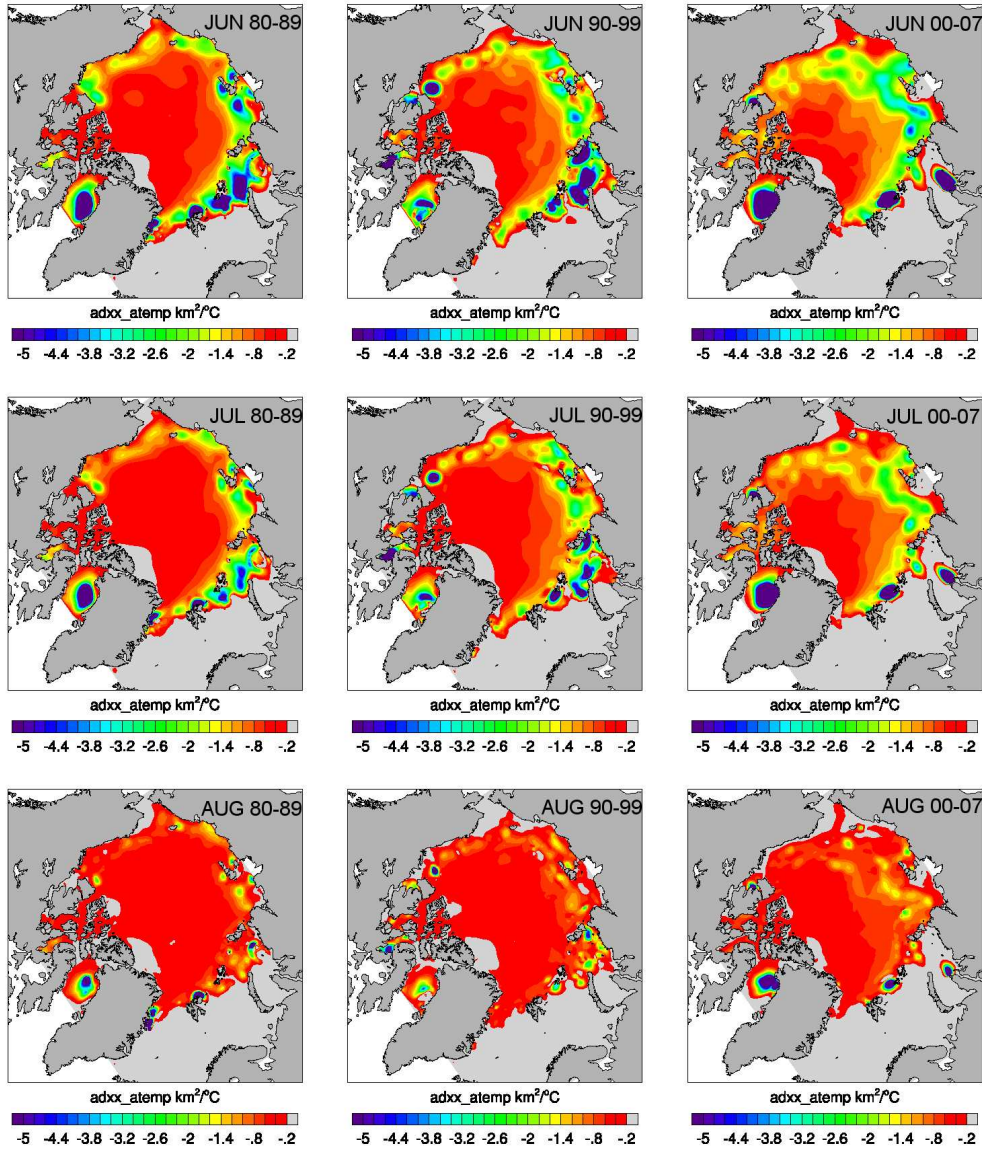 JUN 80-89 JUN 90-99 JUN 00-07
adxx_atemp km²/°C adxx_atemp km²/°C adxx_atemp km²/°C
-5 -4.4 -3.8 -3.2 -2.6 -2 -1.4 -.8 -.2 -5 -4.4 -3.8 -3.2 -2.6 -2 -1.4 -.8 -.2 -5 -4.4 -3.8 -3.2 -2.6 -2 -1.4 -.8 -.2
JUL 80-89 JUL 90-99 JUL 00-07
adxx_atemp km²/°C adxx_atemp km²/°C adxx_atemp km²/°C
-5 -4.4 -3.8 -3.2 -2.6 -2 -1.4 -.8 -.2 -5 -4.4 -3.8 -3.2 -2.6 -2 -1.4 -.8 -.2 -5 -4.4 -3.8 -3.2 -2.6 -2 -1.4 -.8 -.2
AUG 80-89 AUG 90-99 AUG 00-07
adxx_atemp km²/°C adxx_atemp km²/°C adxx_atemp km²/°C
-5 -4.4 -3.8 -3.2 -2.6 -2 -1.4 -.8 -.2 -5 -4.4 -3.8 -3.2 -2.6 -2 -1.4 -.8 -.2 -5 -4.4 -3.8 -3.2 -2.6 -2 -1.4 -.8 -.2